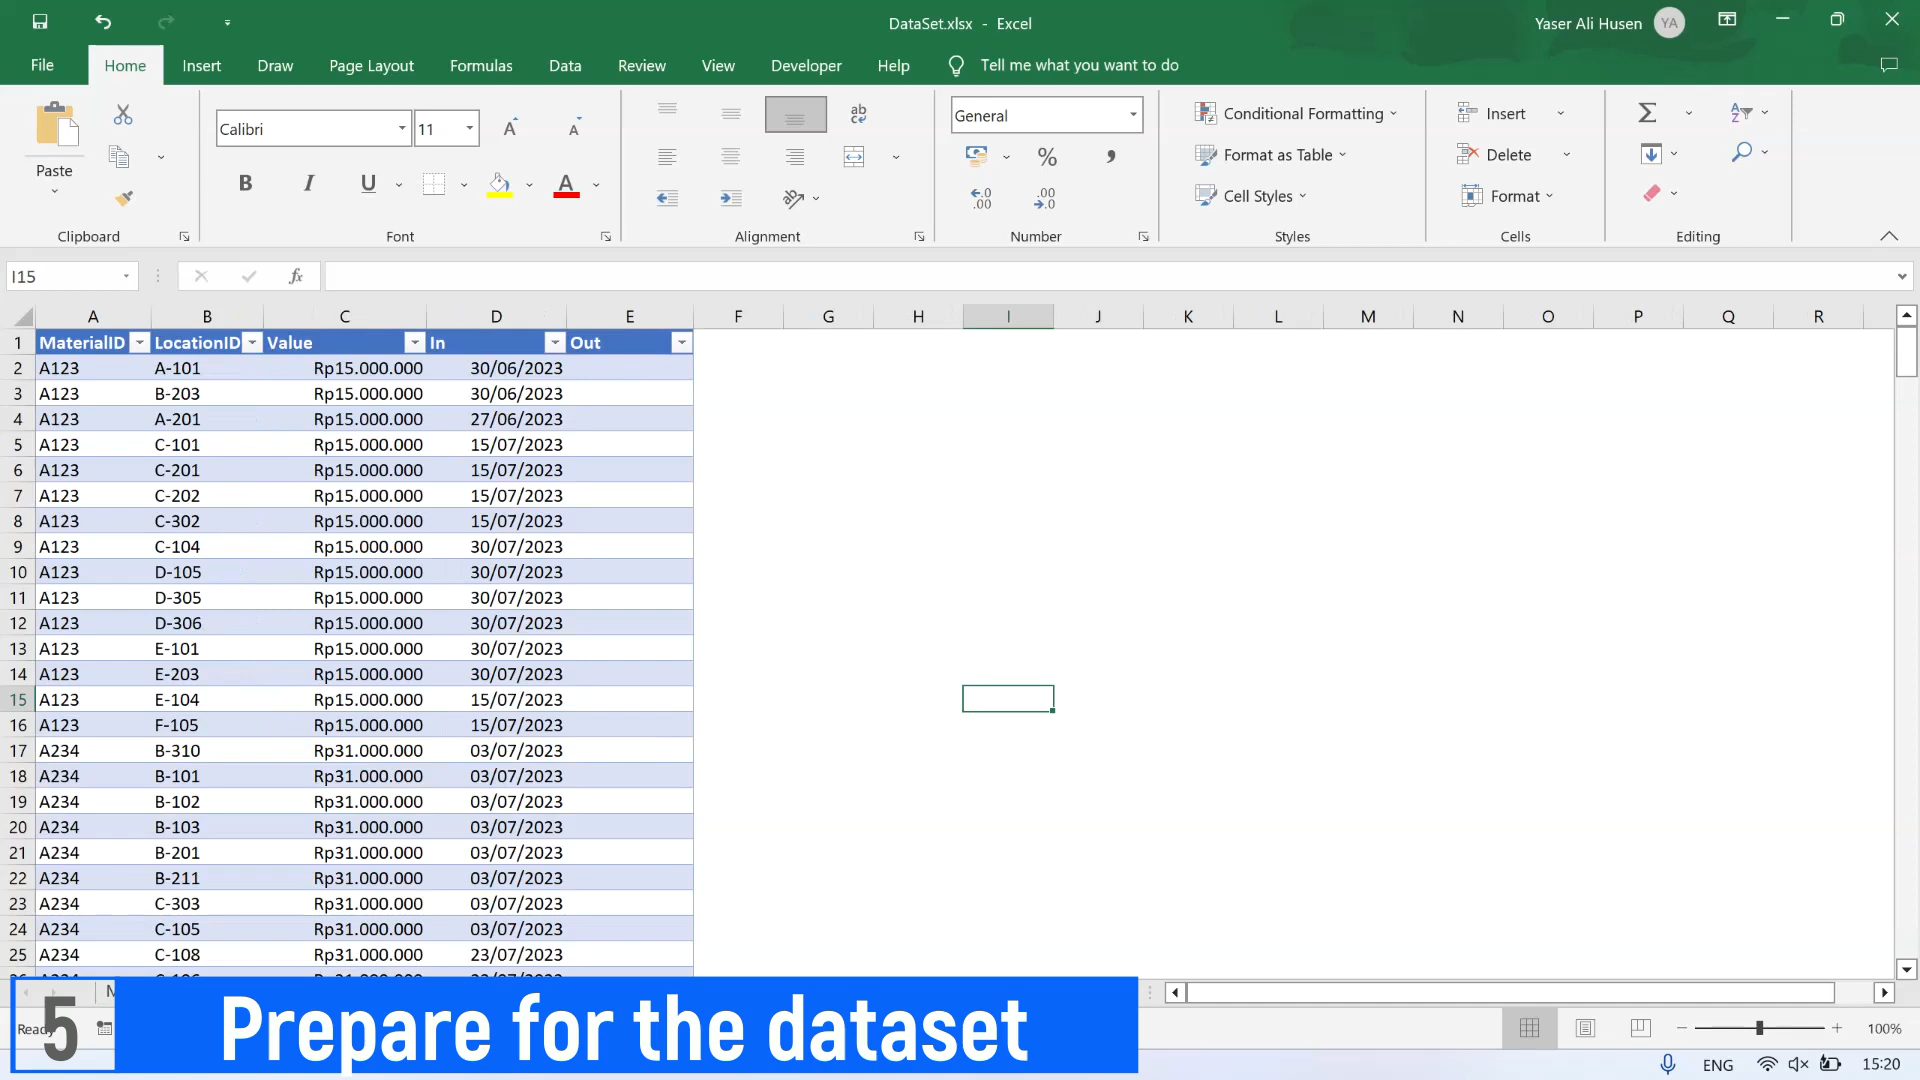 DataSet.xlsx - Excel
Yaser Ali Husen YA
File Home Insert Draw Page Layout Formulas Data Review View Developer Help Tell me what you want to do
Paste
Clipboard
Calibri 11
B I U A
Font
ab
Alignment
General
%
Number
Conditional Formatting
Format as Table
Cell Styles
Styles
Insert
Delete
Format
Cells
Editing
I15 fx
A B C D E F G H I J K L M N O P Q R
1 MaterialID LocationID Value In Out
2 A123 A-101 Rp15.000.000 30/06/2023
3 A123 B-203 Rp15.000.000 30/06/2023
4 A123 A-201 Rp15.000.000 27/06/2023
5 A123 C-101 Rp15.000.000 15/07/2023
6 A123 C-201 Rp15.000.000 15/07/2023
7 A123 C-202 Rp15.000.000 15/07/2023
8 A123 C-302 Rp15.000.000 15/07/2023
9 A123 C-104 Rp15.000.000 30/07/2023
10 A123 D-105 Rp15.000.000 30/07/2023
11 A123 D-305 Rp15.000.000 30/07/2023
12 A123 D-306 Rp15.000.000 30/07/2023
13 A123 E-101 Rp15.000.000 30/07/2023
14 A123 E-203 Rp15.000.000 30/07/2023
15 A123 E-104 Rp15.000.000 15/07/2023
16 A123 F-105 Rp15.000.000 15/07/2023
17 A234 B-310 Rp31.000.000 03/07/2023
18 A234 B-101 Rp31.000.000 03/07/2023
19 A234 B-102 Rp31.000.000 03/07/2023
20 A234 B-103 Rp31.000.000 03/07/2023
21 A234 B-201 Rp31.000.000 03/07/2023
22 A234 B-211 Rp31.000.000 03/07/2023
23 A234 C-303 Rp31.000.000 03/07/2023
24 A234 C-105 Rp31.000.000 03/07/2023
25 A234 C-108 Rp31.000.000 23/07/2023
5 Prepare for the dataset
100%
ENG 15:20